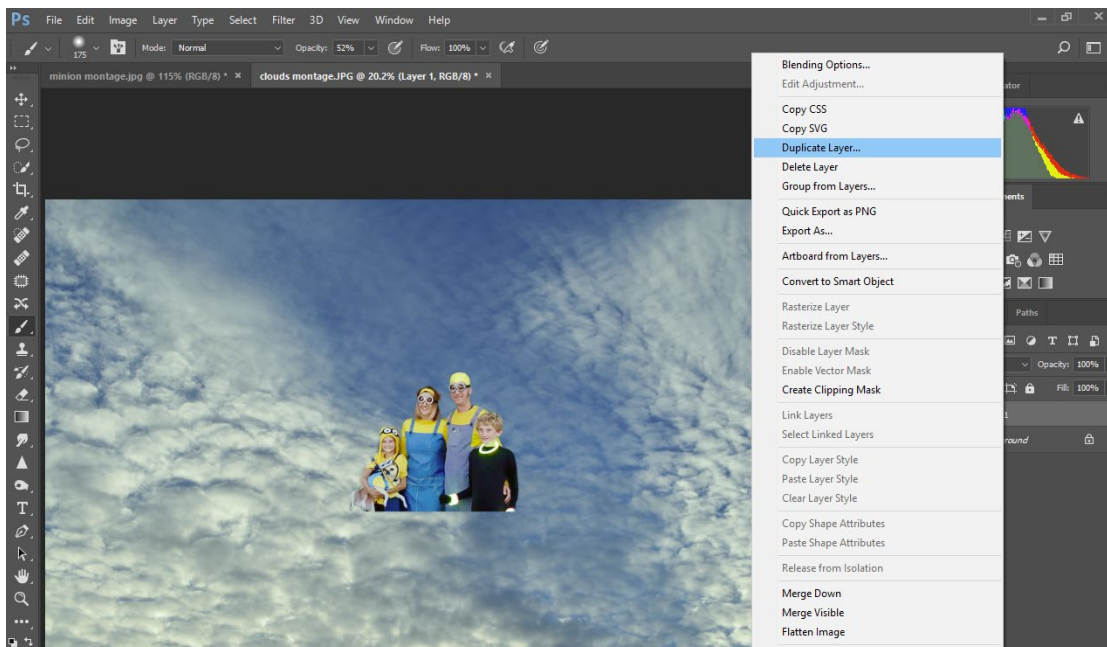 Ps File Edit Image Layer Type Select Filter 3D View Window Help
175 Mode: Normal Opacity: 52% Flow: 100%
minion montage.jpg @ 115% (RGB/8) * × clouds montage.JPG @ 20.2% (Layer 1, RGB/8) * ×
Blending Options...
Edit Adjustment...
ator
Copy CSS
Copy SVG
Duplicate Layer...
Delete Layer
Group from Layers...
ents
Quick Export as PNG
Export As...
Artboard from Layers...
Convert to Smart Object
Rasterize Layer
Paths
Rasterize Layer Style
Disable Layer Mask
Opacity: 100%
Enable Vector Mask
Create Clipping Mask
Fill: 100%
Link Layers
1
Select Linked Layers
round
Copy Layer Style
Paste Layer Style
Clear Layer Style
Copy Shape Attributes
Paste Shape Attributes
Release from Isolation
Merge Down
Merge Visible
Flatten Image